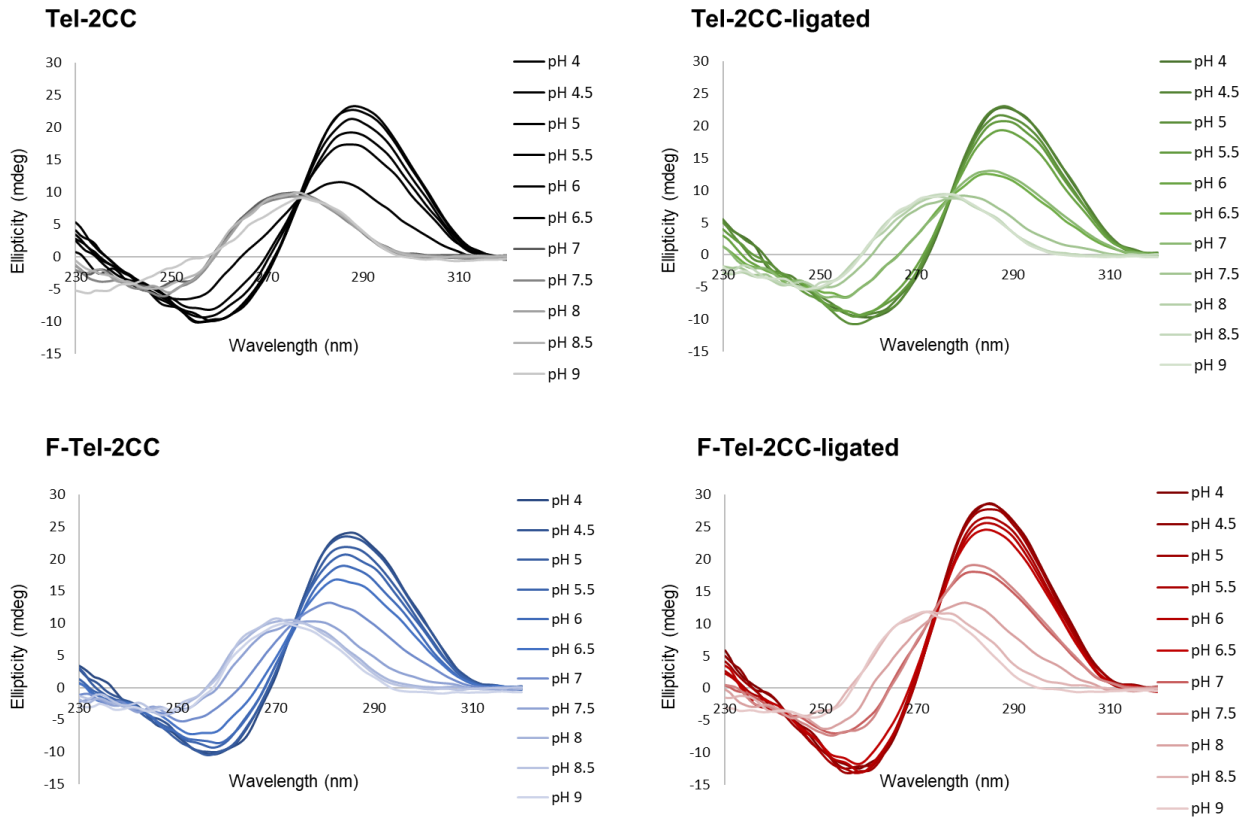 Tel-2CC
Ellipticity (mdeg)
30
25
20
15
10
5
0
-5
-10
-15
230
250
270
290
310
Wavelength (nm)
pH 4
pH 4.5
pH 5
pH 5.5
pH 6
pH 6.5
pH 7
pH 7.5
pH 8
pH 8.5
pH 9
Tel-2CC-ligated
Ellipticity (mdeg)
30
25
20
15
10
5
0
-5
-10
-15
230
250
270
290
310
Wavelength (nm)
pH 4
pH 4.5
pH 5
pH 5.5
pH 6
pH 6.5
pH 7
pH 7.5
pH 8
pH 8.5
pH 9
F-Tel-2CC
Ellipticity (mdeg)
30
25
20
15
10
5
0
-5
-10
-15
230
250
270
290
310
Wavelength (nm)
pH 4
pH 4.5
pH 5
pH 5.5
pH 6
pH 6.5
pH 7
pH 7.5
pH 8
pH 8.5
pH 9
F-Tel-2CC-ligated
Ellipticity (mdeg)
30
25
20
15
10
5
0
-5
-10
-15
230
250
270
290
310
Wavelength (nm)
pH 4
pH 4.5
pH 5
pH 5.5
pH 6
pH 6.5
pH 7
pH 7.5
pH 8
pH 8.5
pH 9